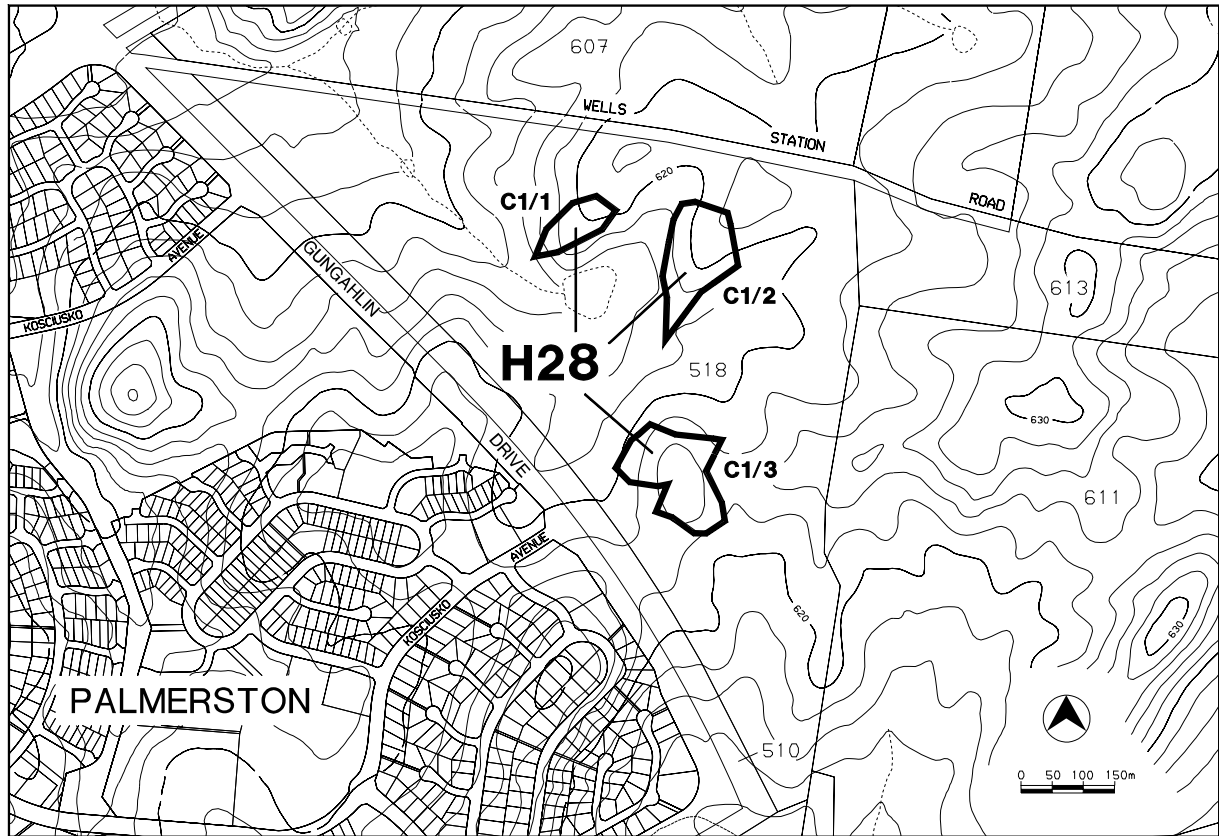 607
WELLS
STATION
ROAD
620
C1/1
AVENUE
GUNGAHLIN
C1/2
613
KOSCIUSKO
H28
518
630
DRIVE
C1/3
611
AVENUE
KOSCIUSKO
620
630
PALMERSTON
510
0 50 100 150m